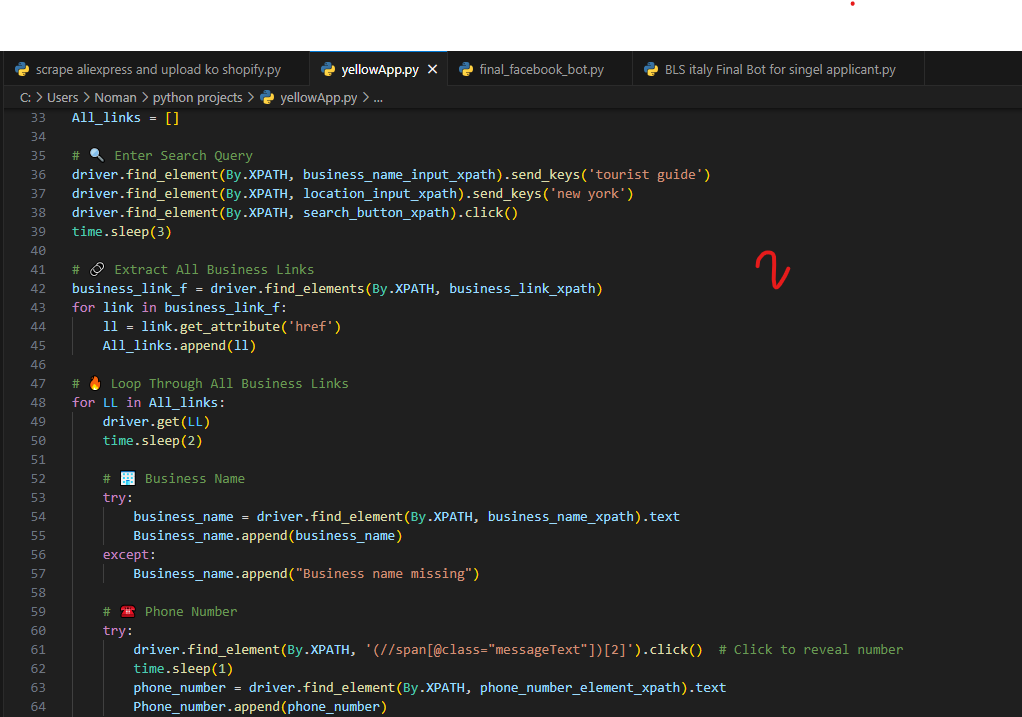 scrape aliexpress and upload ko shopify.py yellowApp.py × final_facebook_bot.py BLS italy Final Bot for singel applicant.py
C: > Users > Noman > python projects > yellowApp.py > ...
33 All_links = []
34
35 # 🔍 Enter Search Query
36 driver.find_element(By.XPATH, business_name_input_xpath).send_keys('tourist guide')
37 driver.find_element(By.XPATH, location_input_xpath).send_keys('new york')
38 driver.find_element(By.XPATH, search_button_xpath).click()
39 time.sleep(3)
40
41 # 🔗 Extract All Business Links
2
42 business_link_f = driver.find_elements(By.XPATH, business_link_xpath)
43 for link in business_link_f:
44     ll = link.get_attribute('href')
45     All_links.append(ll)
46
47 # 🔥 Loop Through All Business Links
48 for LL in All_links:
49     driver.get(LL)
50     time.sleep(2)
51
52     # 🏢 Business Name
53     try:
54         business_name = driver.find_element(By.XPATH, business_name_xpath).text
55         Business_name.append(business_name)
56     except:
57         Business_name.append("Business name missing")
58
59     # ☎️ Phone Number
60     try:
61         driver.find_element(By.XPATH, '(//span[@class="messageText"])[2]').click()  # Click to reveal number
62         time.sleep(1)
63         phone_number = driver.find_element(By.XPATH, phone_number_element_xpath).text
64         Phone_number.append(phone_number)